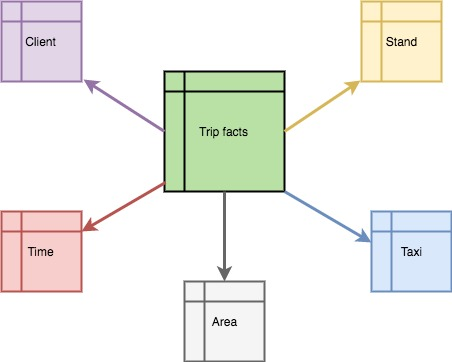 Client
Stand
Trip facts
Time
Taxi
Area